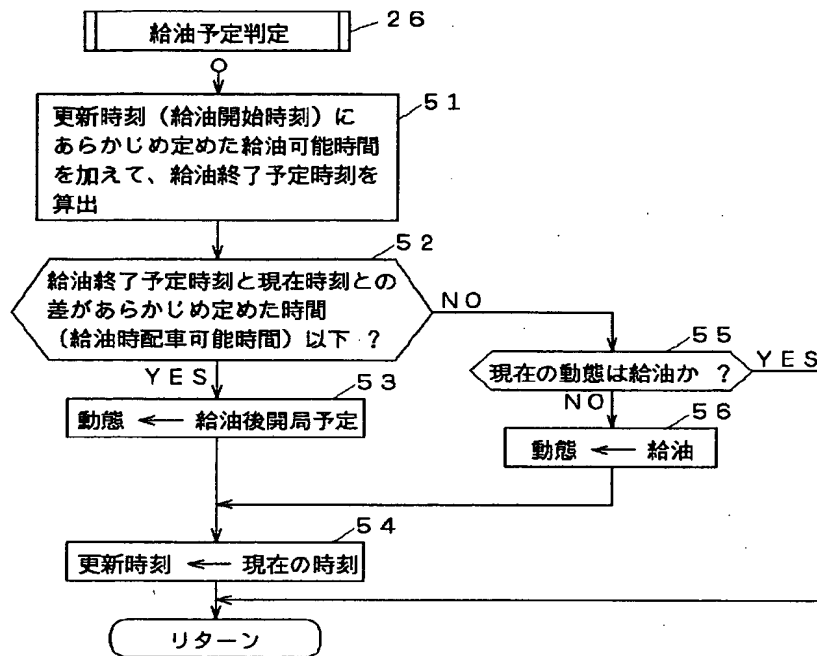 給油予定判定
26
更新時刻（給油開始時刻）に
あらかじめ定めた給油可能時間
を加えて、給油終了予定時刻を
算出
51
給油終了予定時刻と現在時刻との
差があらかじめ定めた時間
（給油時配車可能時間）以下 ？
52
NO
YES
現在の動態は給油か ？
55
YES
NO
動態 ← 給油後開局予定
53
動態 ← 給油
56
更新時刻 ← 現在の時刻
54
リターン